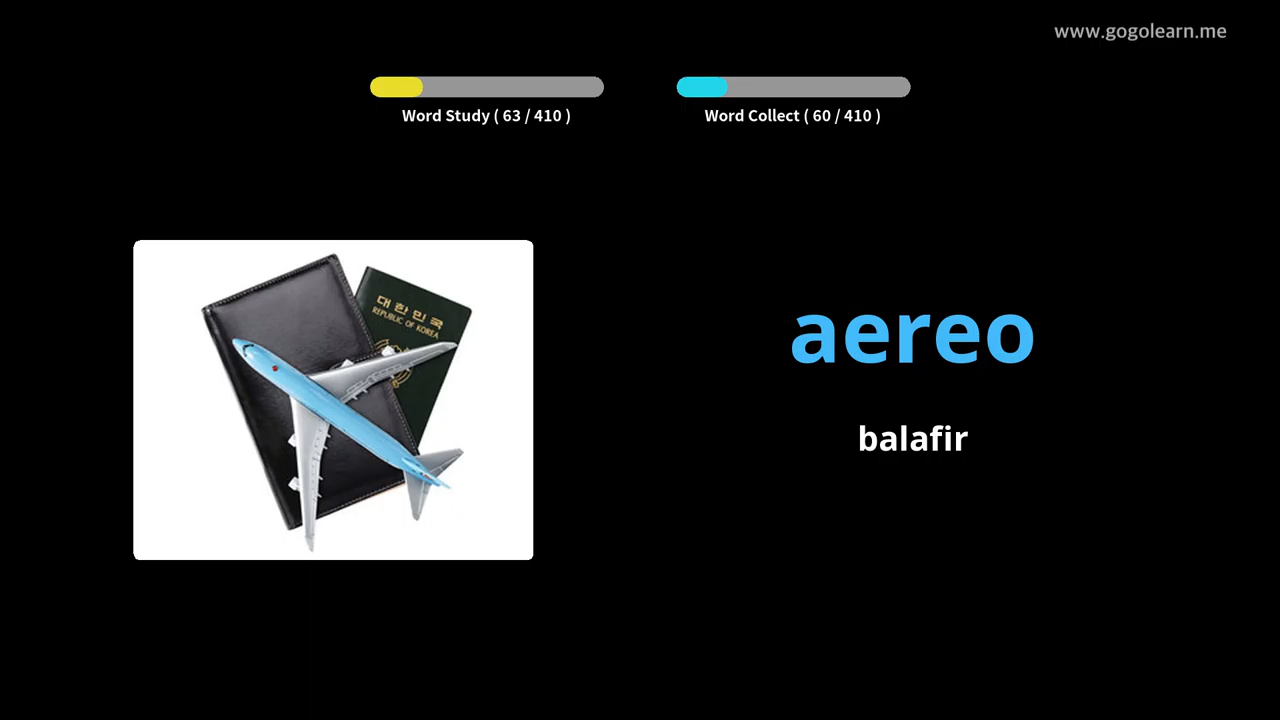 www.gogolearn.me
Word Study ( 63 / 410 )
Word Collect ( 60 / 410 )
대한민국
REPUBLIC OF KOREA
aereo
balafir